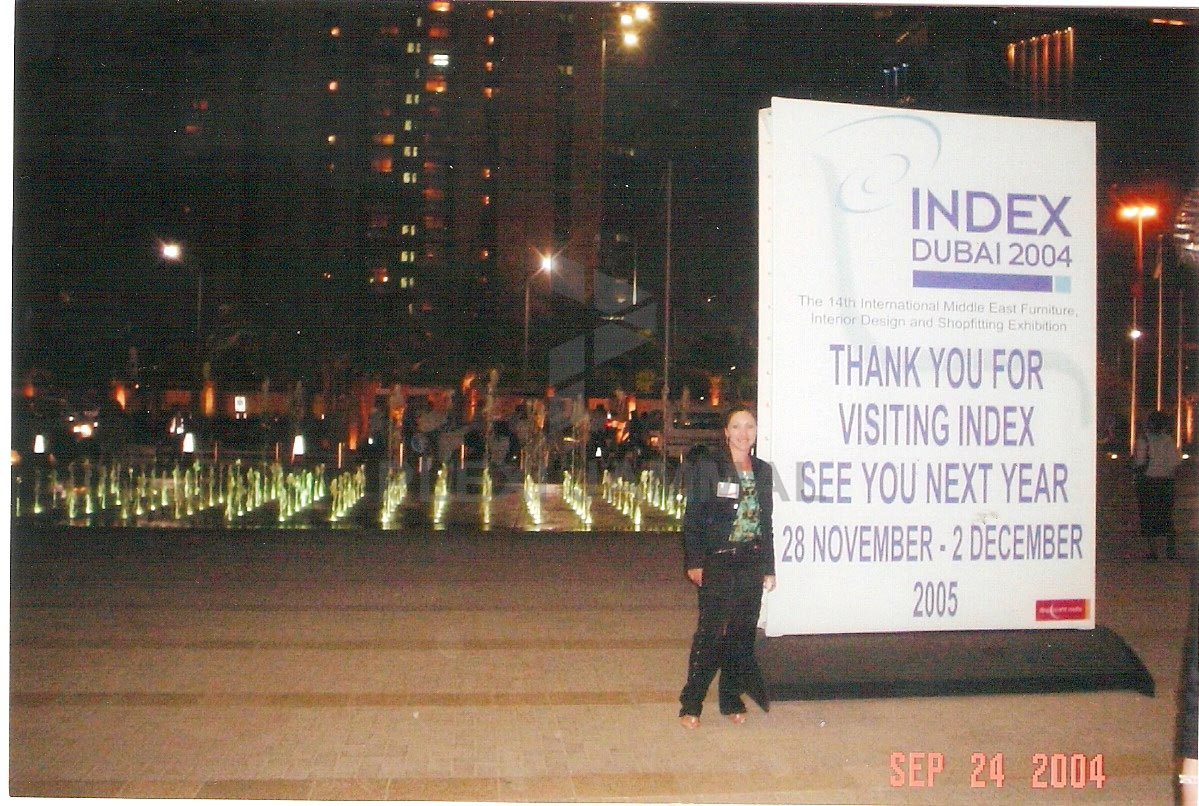 INDEX
DUBAI 2004
The 14th International Middle East Furniture,
Interior Design and Shopfitting Exhibition
THANK YOU FOR
VISITING INDEX
SEE YOU NEXT YEAR
28 NOVEMBER - 2 DECEMBER
2005
SEP 24 2004